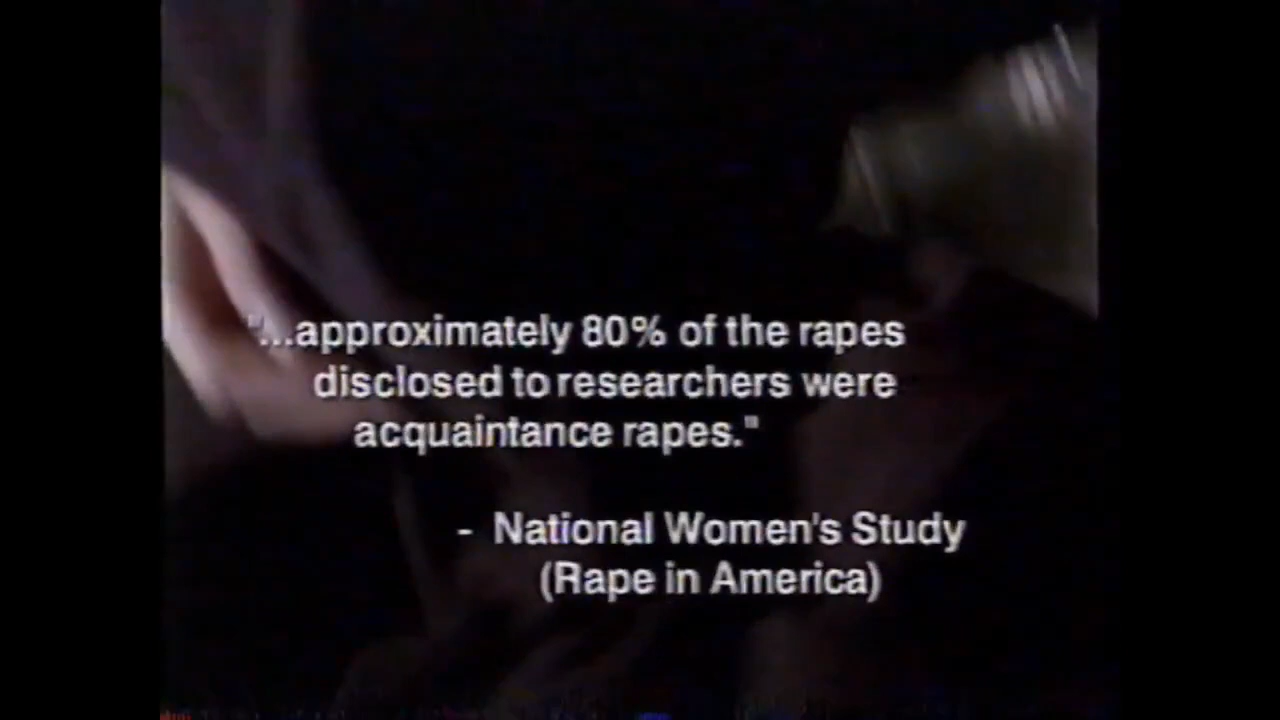 "...approximately 80% of the rapes
disclosed to researchers were
acquaintance rapes."
- National Women's Study
(Rape in America)